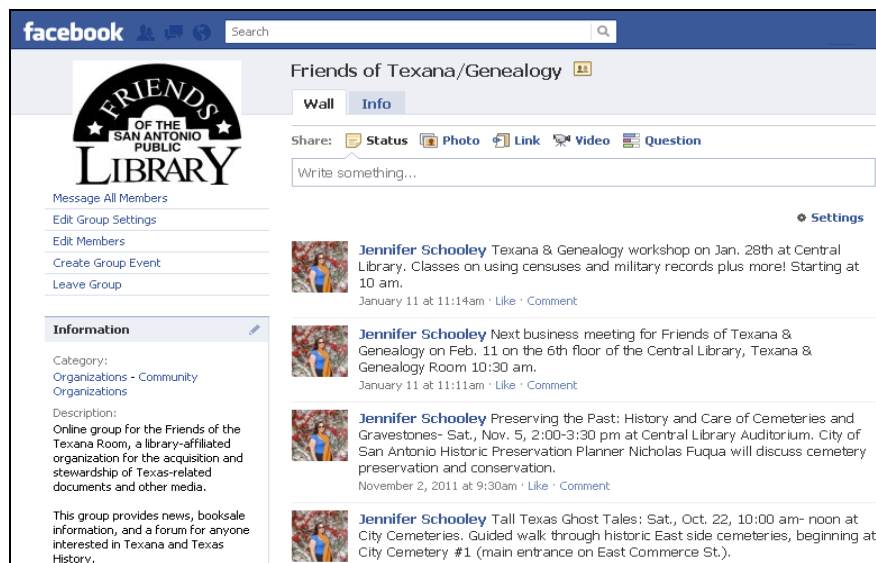 facebook
Search
FRIENDS
OF THE
SAN ANTONIO
PUBLIC
LIBRARY
Message All Members
Edit Group Settings
Edit Members
Create Group Event
Leave Group
Information
Category:
Organizations - Community
Organizations
Description:
Online group for the Friends of the
Texana Room, a library-affiliated
organization for the acquisition and
stewardship of Texas-related
documents and other media.
This group provides news, booksale
information, and a forum for anyone
interested in Texana and Texas
History.
Friends of Texana/Genealogy
Wall Info
Share: Status Photo Link Video Question
Write something...
Settings
Jennifer Schooley Texana & Genealogy workshop on Jan. 28th at Central
Library. Classes on using censuses and military records plus more! Starting at
10 am.
January 11 at 11:14am · Like · Comment
Jennifer Schooley Next business meeting for Friends of Texana &
Genealogy on Feb. 11 on the 6th floor of the Central Library, Texana &
Genealogy Room 10:30 am.
January 11 at 11:11am · Like · Comment
Jennifer Schooley Preserving the Past: History and Care of Cemeteries and
Gravestones- Sat., Nov. 5, 2:00-3:30 pm at Central Library Auditorium. City of
San Antonio Historic Preservation Planner Nicholas Fuqua will discuss cemetery
preservation and conservation.
November 2, 2011 at 9:30am · Like · Comment
Jennifer Schooley Tall Texas Ghost Tales: Sat., Oct. 22, 10:00 am- noon at
City Cemeteries. Guided walk through historic East side cemeteries, beginning at
City Cemetery #1 (main entrance on East Commerce St.).